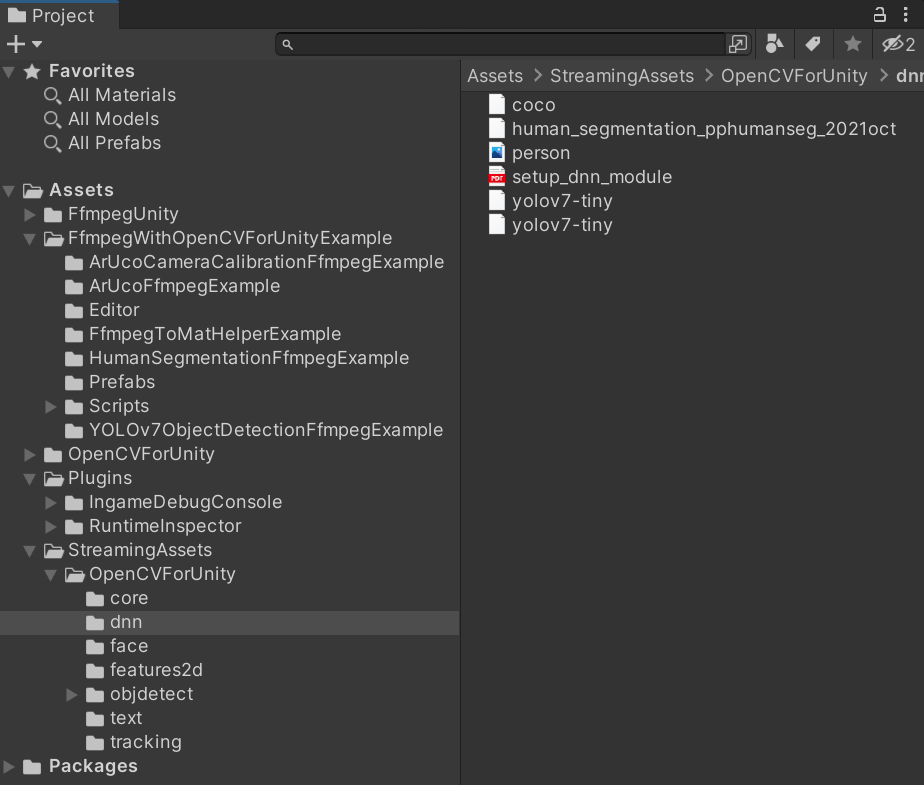 Project
2
Favorites
All Materials
All Models
All Prefabs
Assets
FfmpegUnity
FfmpegWithOpenCVForUnityExample
ArUcoCameraCalibrationFfmpegExample
ArUcoFfmpegExample
Editor
FfmpegToMatHelperExample
HumanSegmentationFfmpegExample
Prefabs
Scripts
YOLOv7ObjectDetectionFfmpegExample
OpenCVForUnity
Plugins
IngameDebugConsole
RuntimeInspector
StreamingAssets
OpenCVForUnity
core
dnn
face
features2d
objdetect
text
tracking
Packages
Assets > StreamingAssets > OpenCVForUnity > dnn
coco
human_segmentation_pphumanseg_2021oct
person
PDF setup_dnn_module
yolov7-tiny
yolov7-tiny